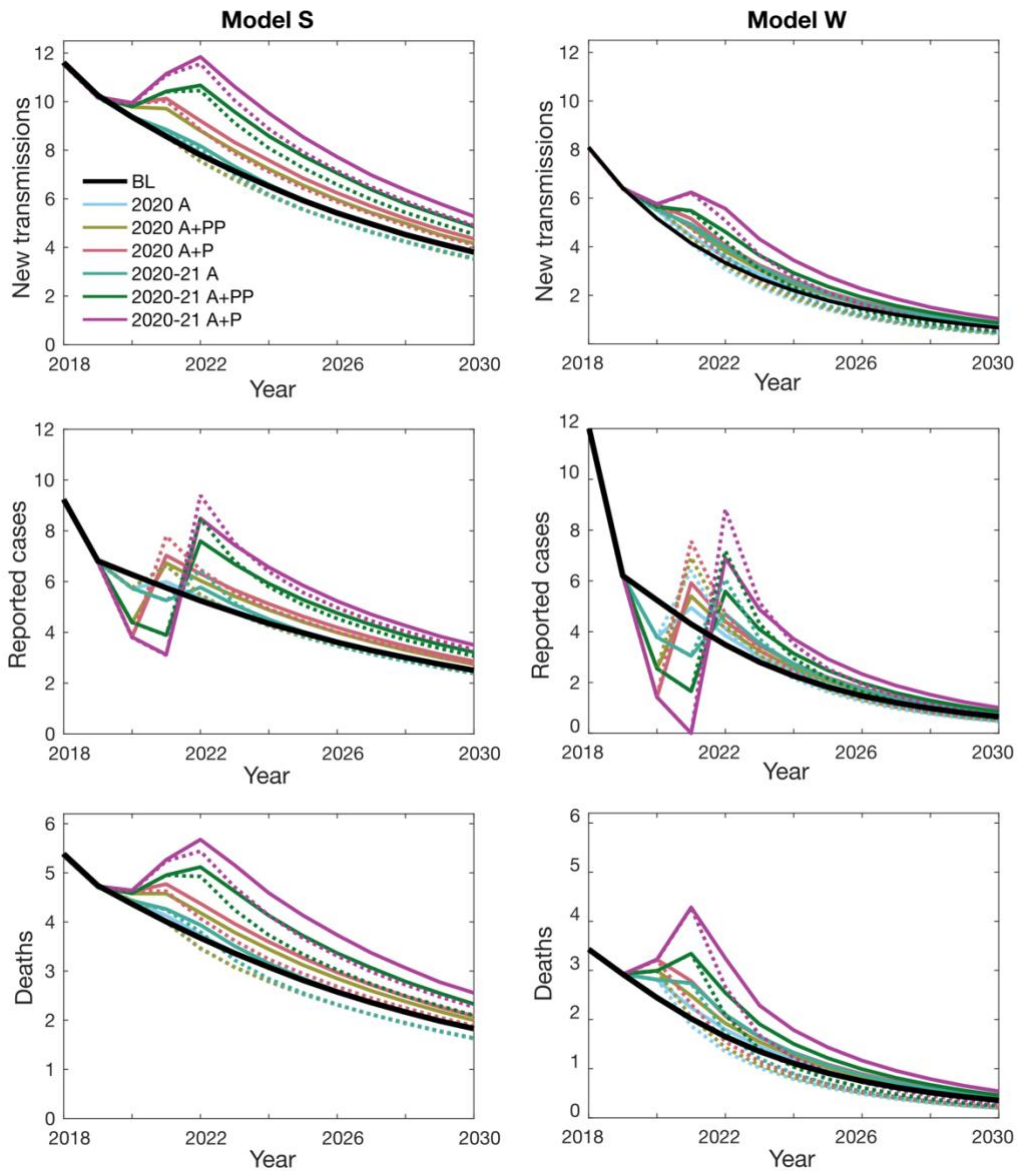 Model S
Model W
New transmissions
12
10
8
6
4
2
0
BL
2020 A
2020 A+PP
2020 A+P
2020-21 A
2020-21 A+PP
2020-21 A+P
2018 2022 2026 2030
Year
New transmissions
12
10
8
6
4
2
2018 2022 2026 2030
Year
Reported cases
12
10
8
6
4
2
0
2018 2022 2026 2030
Year
Reported cases
12
10
8
6
4
2
0
2018 2022 2026 2030
Year
Deaths
6
5
4
3
2
1
0
2018 2022 2026 2030
Year
Deaths
6
5
4
3
2
1
0
2018 2022 2026 2030
Year